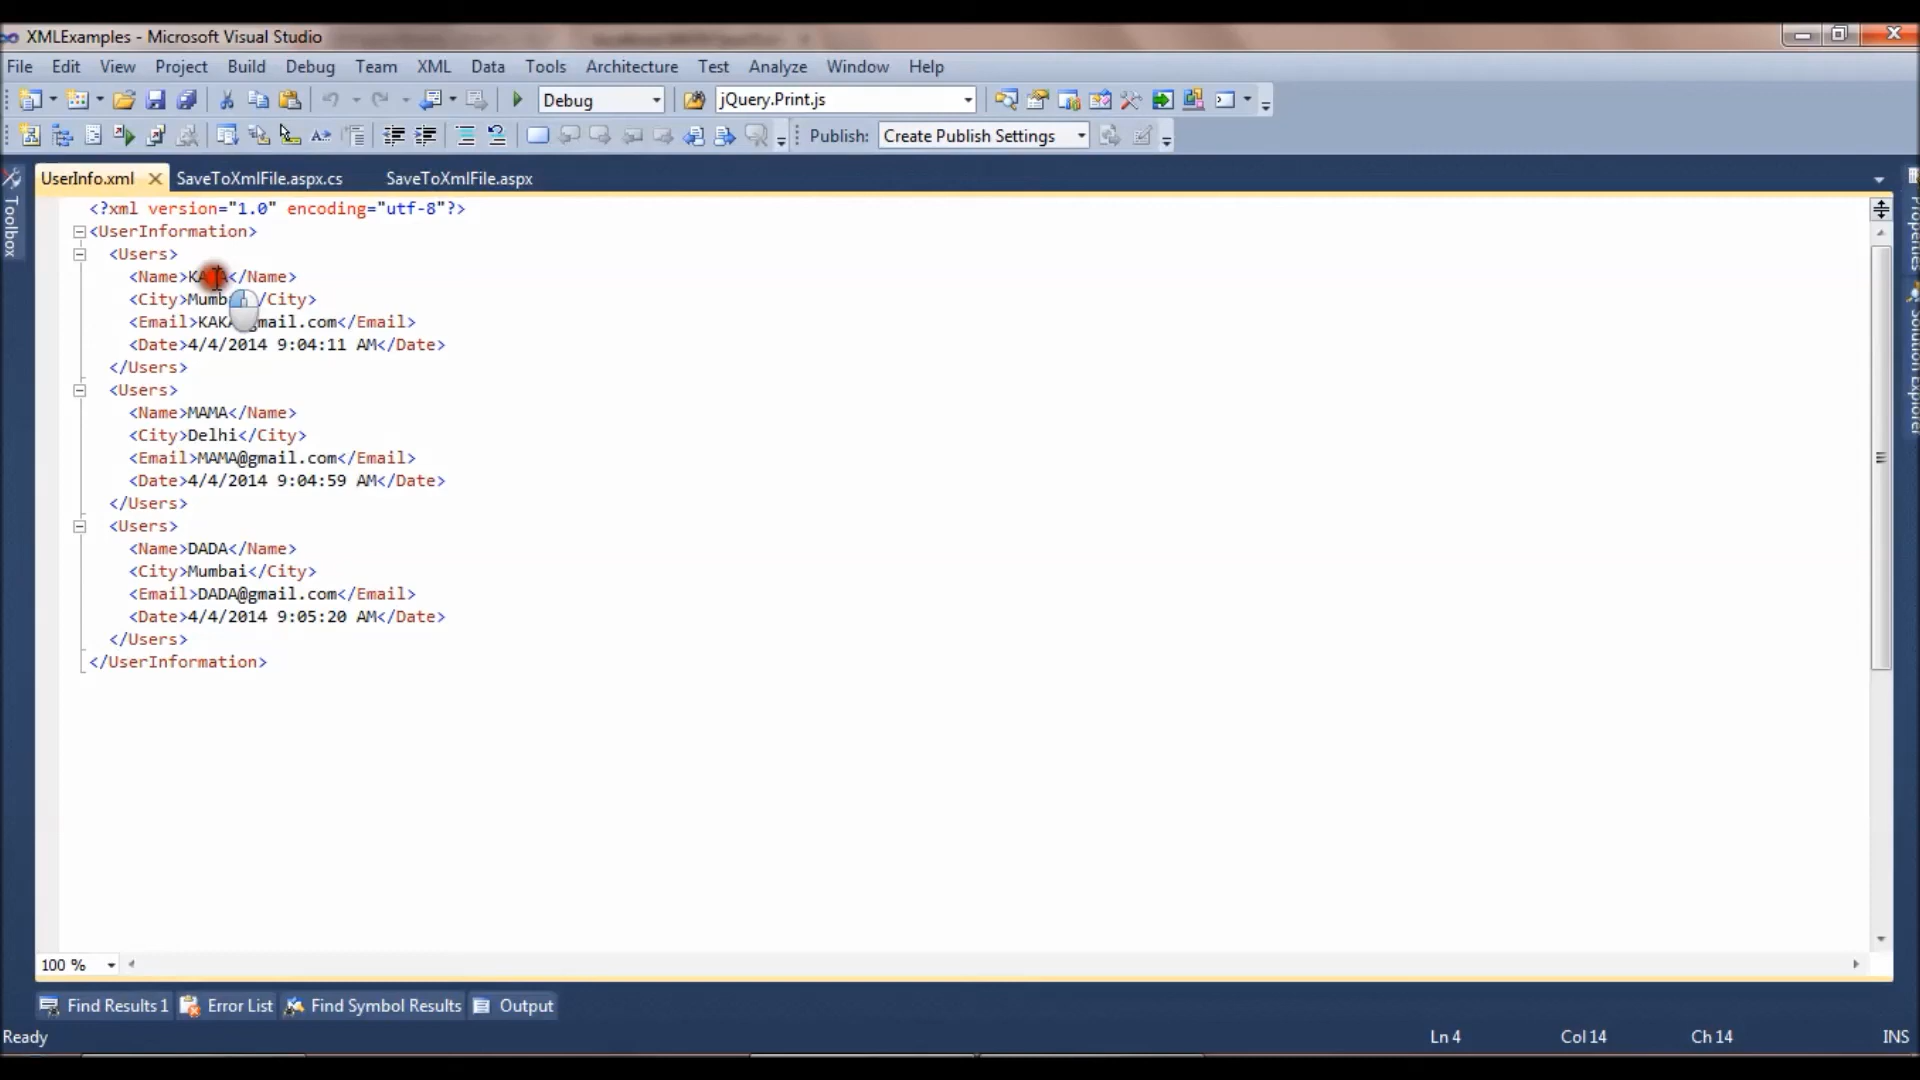 XMLExamples - Microsoft Visual Studio
File Edit View Project Build Debug Team XML Data Tools Architecture Test Analyze Window Help
Debug jQuery.Print.js
Publish: Create Publish Settings
UserInfo.xml SaveToXmlFile.aspx.cs SaveToXmlFile.aspx
Toolbox
Properties
Solution Explorer
<?xml version="1.0" encoding="utf-8"?>
<UserInformation>
<Users>
<Name></Name>
<City></City>
<Email></Email>
<Date>4/4/2014 9:04:11 AM</Date>
</Users>
<Users>
<Name>MAMA</Name>
<City>Delhi</City>
<Email>MAMA@gmail.com</Email>
<Date>4/4/2014 9:04:59 AM</Date>
</Users>
<Users>
<Name>DADA</Name>
<City>Mumbai</City>
<Email>DADA@gmail.com</Email>
<Date>4/4/2014 9:05:20 AM</Date>
</Users>
</UserInformation>
100 %
Find Results 1 Error List Find Symbol Results Output
Ready Ln 4 Col 14 Ch 14 INS